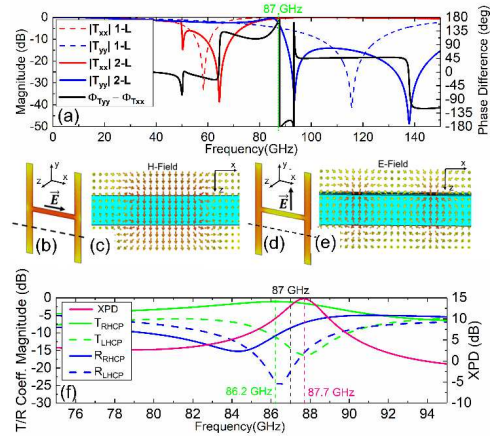 87 GHz
|Txx| 1-L
|Tyy| 1-L
|Txx| 2-L
|Tyy| 2-L
ΦTyy – ΦTxx
Magnitude (dB)
0
-10
-20
-30
-40
-50
(a)
180
135
90
45
0
-45
-90
-135
-180
Phase Difference (deg)
0 20 40 60 80 100 120 140
Frequency(GHz)
y
x
z
E
(b)
H-Field
x
z
(c)
y
x
z
E
(d)
E-Field
x
z
(e)
T/R Coeff. Magnitude (dB)
0
-5
-10
-15
-20
-25
-30
XPD
TRHCP
TLHCP
RRHCP
RLHCP
(f)
87 GHz
86.2 GHz
87.7 GHz
15
10
5
0
-5
-10
XPD (dB)
76 78 80 82 84 86 88 90 92 94
Frequency(GHz)